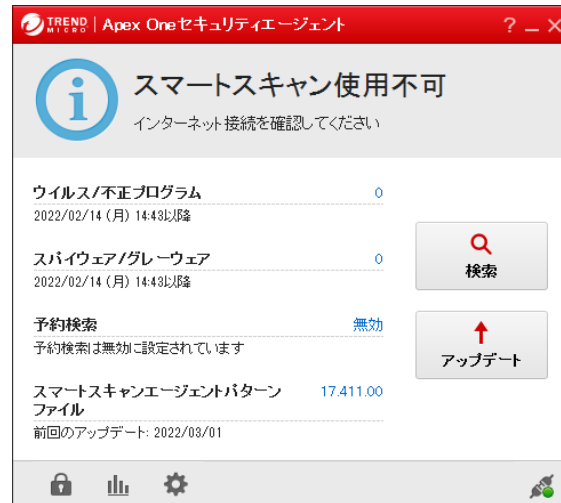 TREND MICRO | Apex Oneセキュリティエージェント ? _ ×
スマートスキャン使用不可
インターネット接続を確認してください
ウイルス/不正プログラム 0
2022/02/14 (月) 14:43以降
スパイウェア/グレーウェア 0
2022/02/14 (月) 14:43以降
検索
予約検索 無効
予約検索は無効に設定されています
アップデート
スマートスキャンエージェントパターン 17.411.00
ファイル
前回のアップデート: 2022/03/01